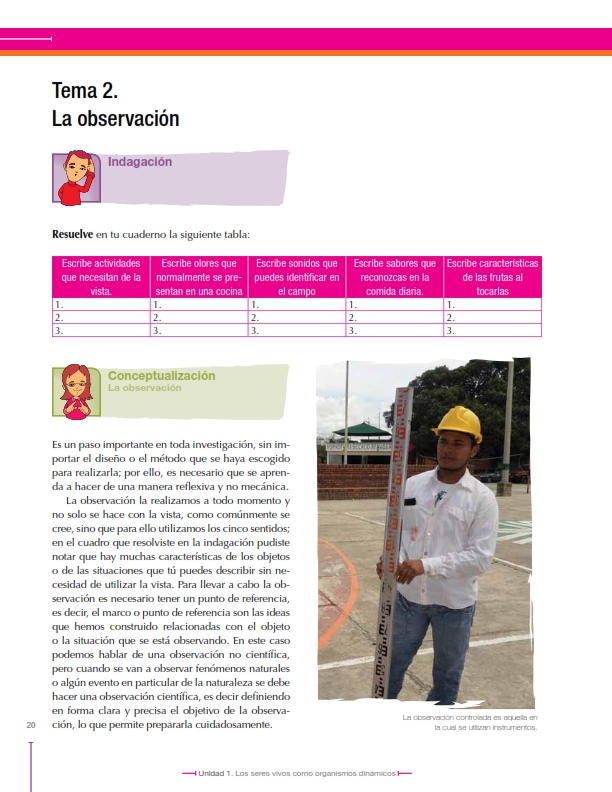 Tema 2.
La observación
Indagación
Resuelve en tu cuaderno la siguiente tabla:
Escribe actividades que necesitan de la vista.
Escribe olores que normalmente se pre-sentan en una cocina
Escribe sonidos que puedes identificar en el campo
Escribe sabores que reconozcas en la comida diaria.
Escribe características de las frutas al tocarlas
1. 1. 1. 1. 1.
2. 2. 2. 2. 2.
3. 3. 3. 3. 3.
Conceptualización
La observación
Es un paso importante en toda investigación, sin im-
portar el diseño o el método que se haya escogido
para realizarla; por ello, es necesario que se apren-
da a hacer de una manera reflexiva y no mecánica.
La observación la realizamos a todo momento y
no solo se hace con la vista, como comúnmente se
cree, sino que para ello utilizamos los cinco sentidos;
en el cuadro que resolviste en la indagación pudiste
notar que hay muchas características de los objetos
o de las situaciones que tú puedes describir sin ne-
cesidad de utilizar la vista. Para llevar a cabo la ob-
servación es necesario tener un punto de referencia,
es decir, el marco o punto de referencia son las ideas
que hemos construido relacionadas con el objeto
o la situación que se está observando. En este caso
podemos hablar de una observación no científica,
pero cuando se van a observar fenómenos naturales
o algún evento en particular de la naturaleza se debe
hacer una observación científica, es decir definiendo
en forma clara y precisa el objetivo de la observa-
ción, lo que permite prepararla cuidadosamente.
La observación controlada es aquella en
la cual se utilizan instrumentos.
20
Unidad 1. Los seres vivos como organismos dinámicos